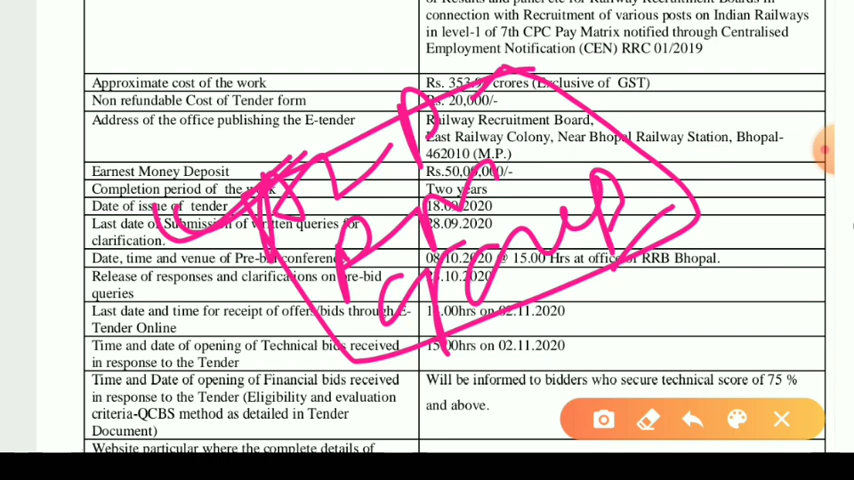 of Results and panel etc for Railway Recruitment Boards in
connection with Recruitment of various posts on Indian Railways
in level-1 of 7th CPC Pay Matrix notified through Centralised
Employment Notification (CEN) RRC 01/2019
Approximate cost of the work
Rs. crores (Exclusive of GST)
Non refundable Cost of Tender form
Rs. 20,000/-
Address of the office publishing the E-tender
Railway Recruitment Board,
East Railway Colony, Near Bhopal Railway Station, Bhopal-
462010 (M.P.)
Earnest Money Deposit
Rs.50,00,000/-
Completion period of the work
Two years
Date of issue of tender
18.09.2020
Last date of Submission of written queries for
clarification.
28.09.2020
Date, time and venue of Pre-bid conference
08.10.2020 @ 15.00 Hrs at office of RRB Bhopal.
Release of responses and clarifications on pre-bid
queries
.10.2020
Last date and time for receipt of offers/bids through E-
Tender Online
.00hrs on 02.11.2020
Time and date of opening of Technical bids received
in response to the Tender
15.00hrs on 02.11.2020
Time and Date of opening of Financial bids received
in response to the Tender (Eligibility and evaluation
criteria-QCBS method as detailed in Tender
Document)
Will be informed to bidders who secure technical score of 75 %
and above.
Website particular where the complete details of